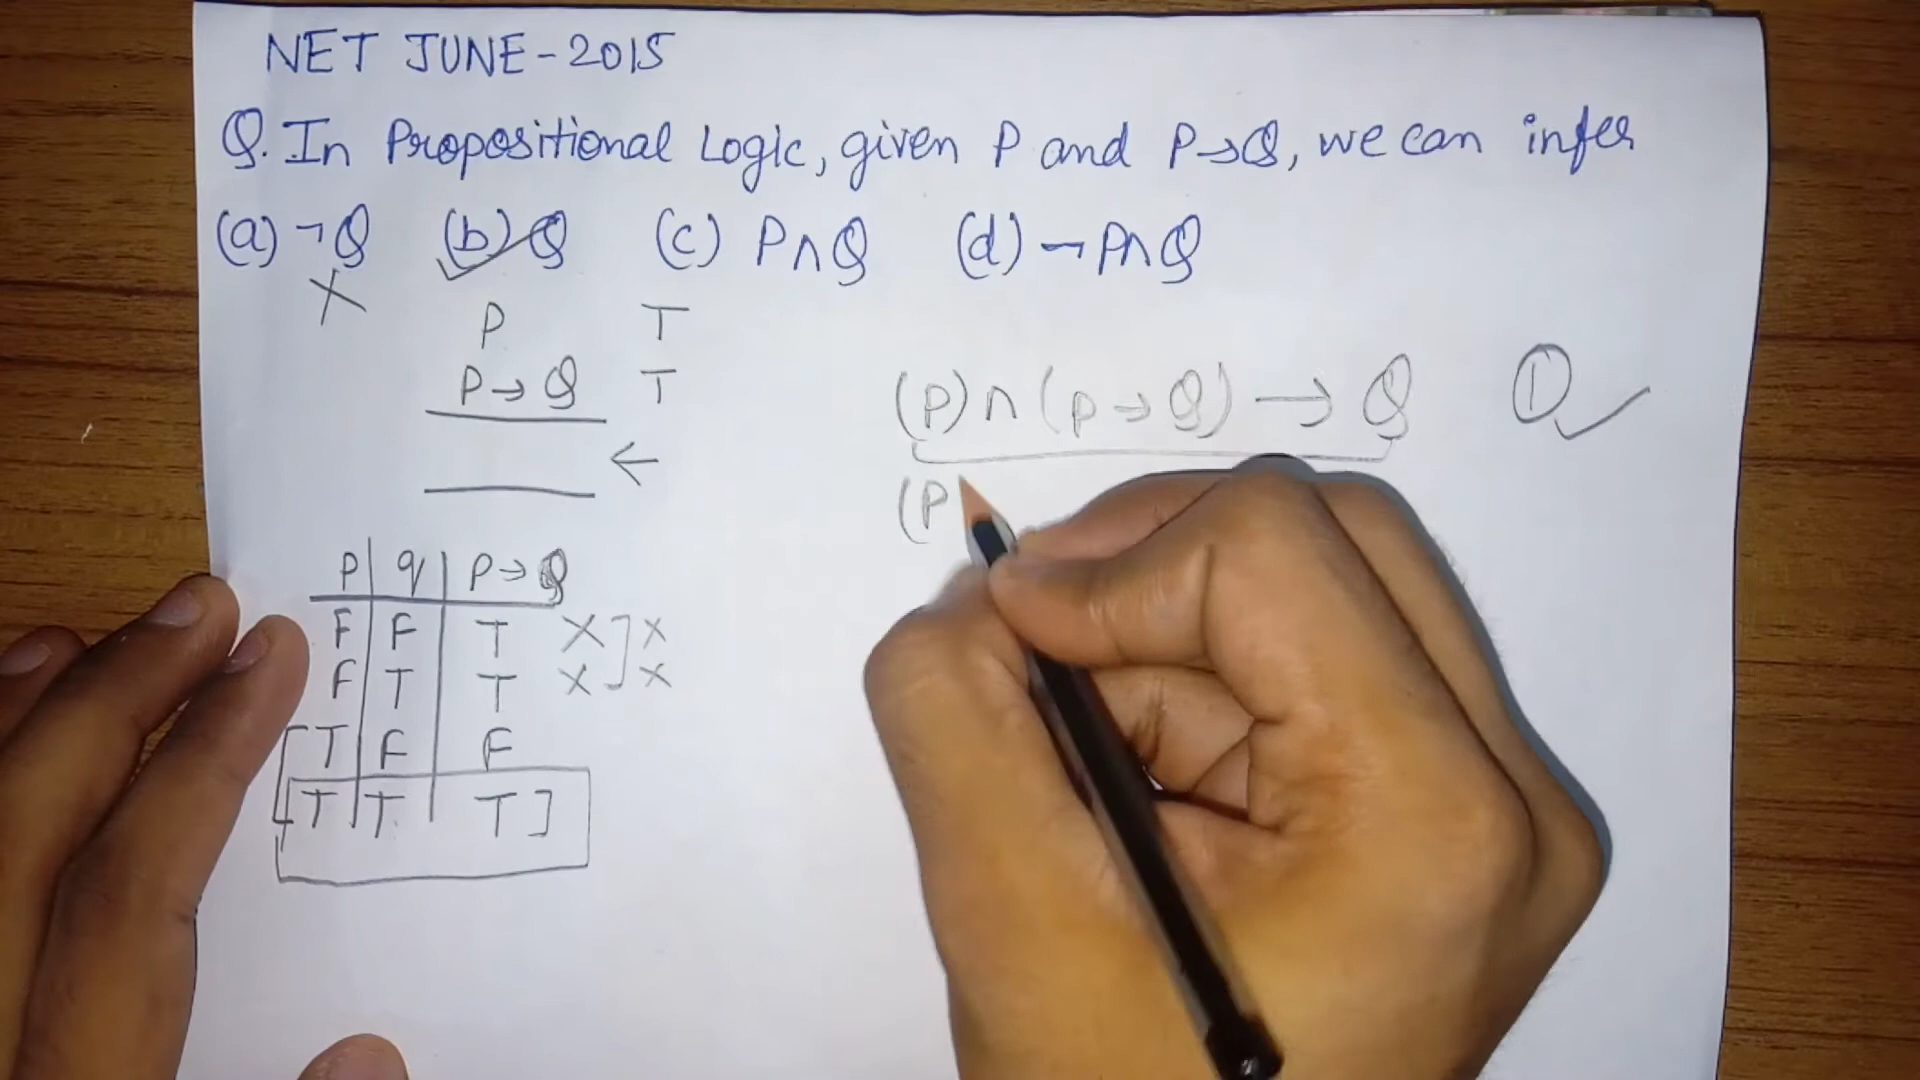 NET JUNE-2015
Q. In Propositional Logic, given P and P→Q, we can infer
(a) ¬Q (b) Q (c) P∧Q (d) ¬P∧Q
X
P T
P→Q T
←
(P)∧(P→Q)→Q 1
(P
P q P→Q
F F T X ] X
F T T X ] X
[ T F F
[ T T T ]